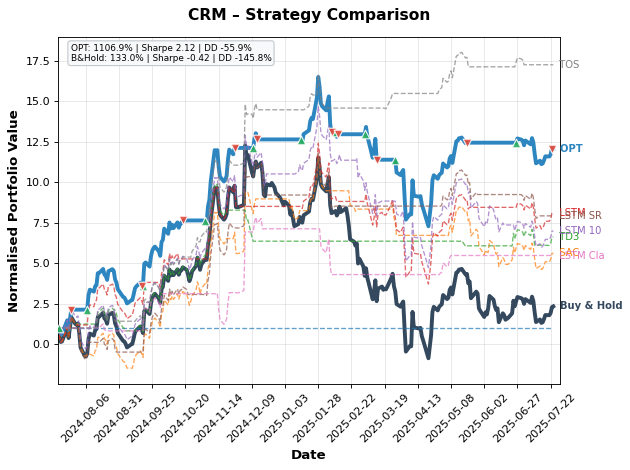 CRM – Strategy Comparison
OPT: 1106.9% | Sharpe 2.12 | DD -55.9%
B&Hold: 133.0% | Sharpe -0.42 | DD -145.8%
Normalised Portfolio Value
17.5
15.0
12.5
10.0
7.5
5.0
2.5
0.0
TOS
OPT
LSTM SR
LSTM 10
TD3
LSTM Cla
Buy & Hold
2024-08-06
2024-08-31
2024-09-25
2024-10-20
2024-11-14
2024-12-09
2025-01-03
2025-01-28
2025-02-22
2025-03-19
2025-04-13
2025-05-08
2025-06-02
2025-06-27
2025-07-22
Date